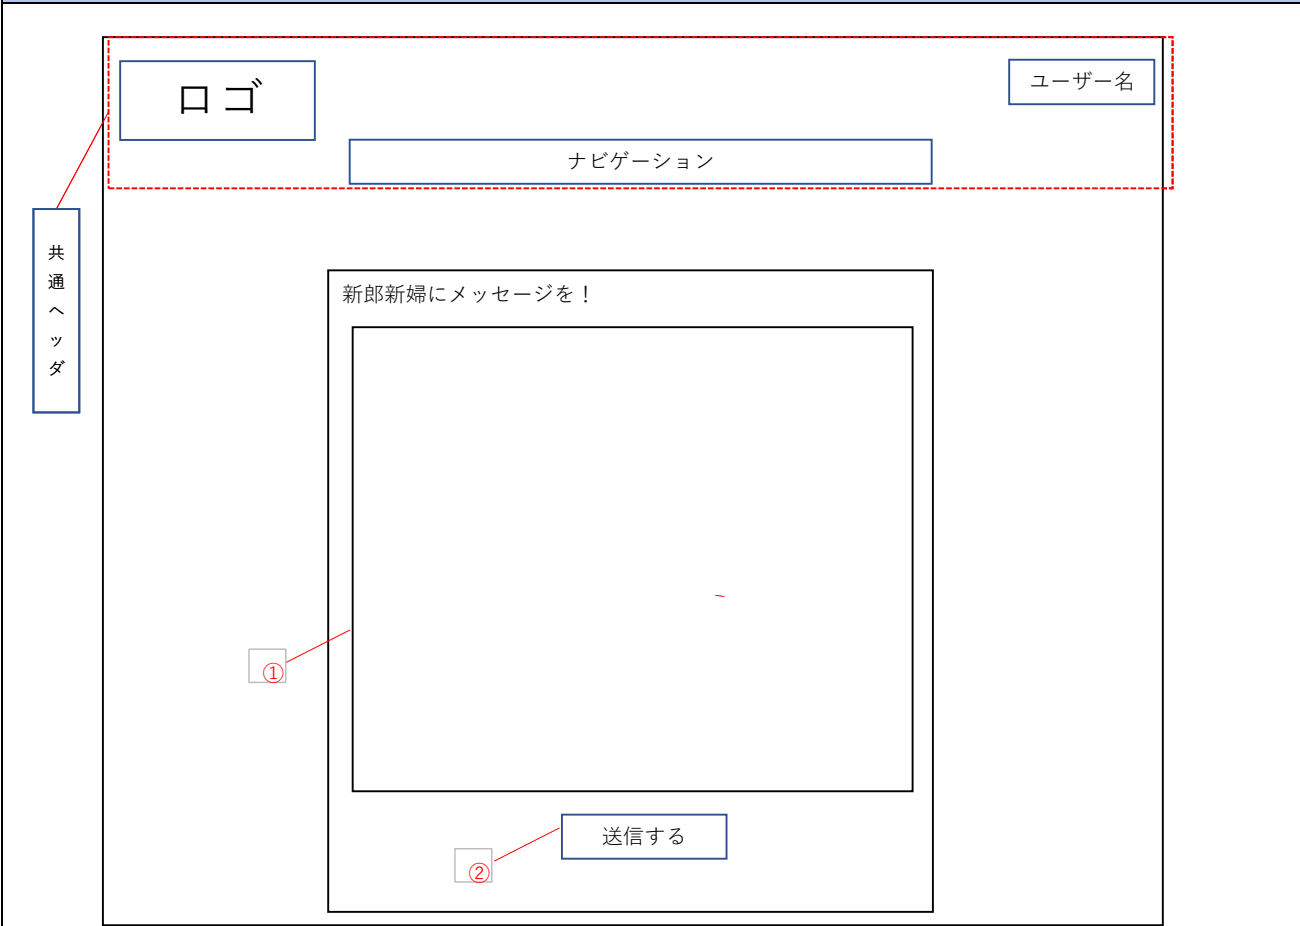 ロゴ
ユーザー名
ナビゲーション
共通ヘッダ
新郎新婦にメッセージを！
①
送信する
②